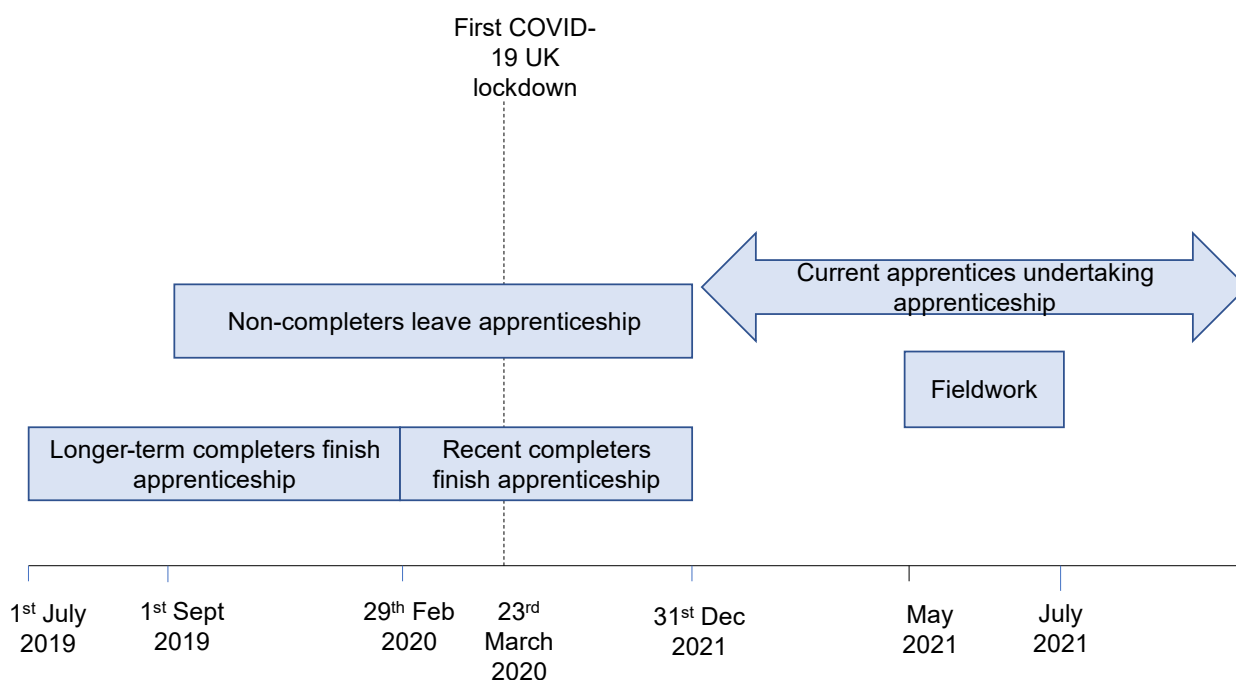 First COVID-
19 UK
lockdown
Current apprentices undertaking
apprenticeship
Non-completers leave apprenticeship
Fieldwork
Longer-term completers finish
apprenticeship
Recent completers
finish apprenticeship
1st July
2019
1st Sept
2019
29th Feb
2020
23rd
March
2020
31st Dec
2021
May
2021
July
2021